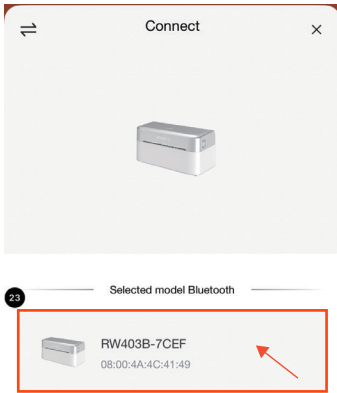 Connect
23
Selected model Bluetooth
RW403B-7CEF
08:00:4A:4C:41:49